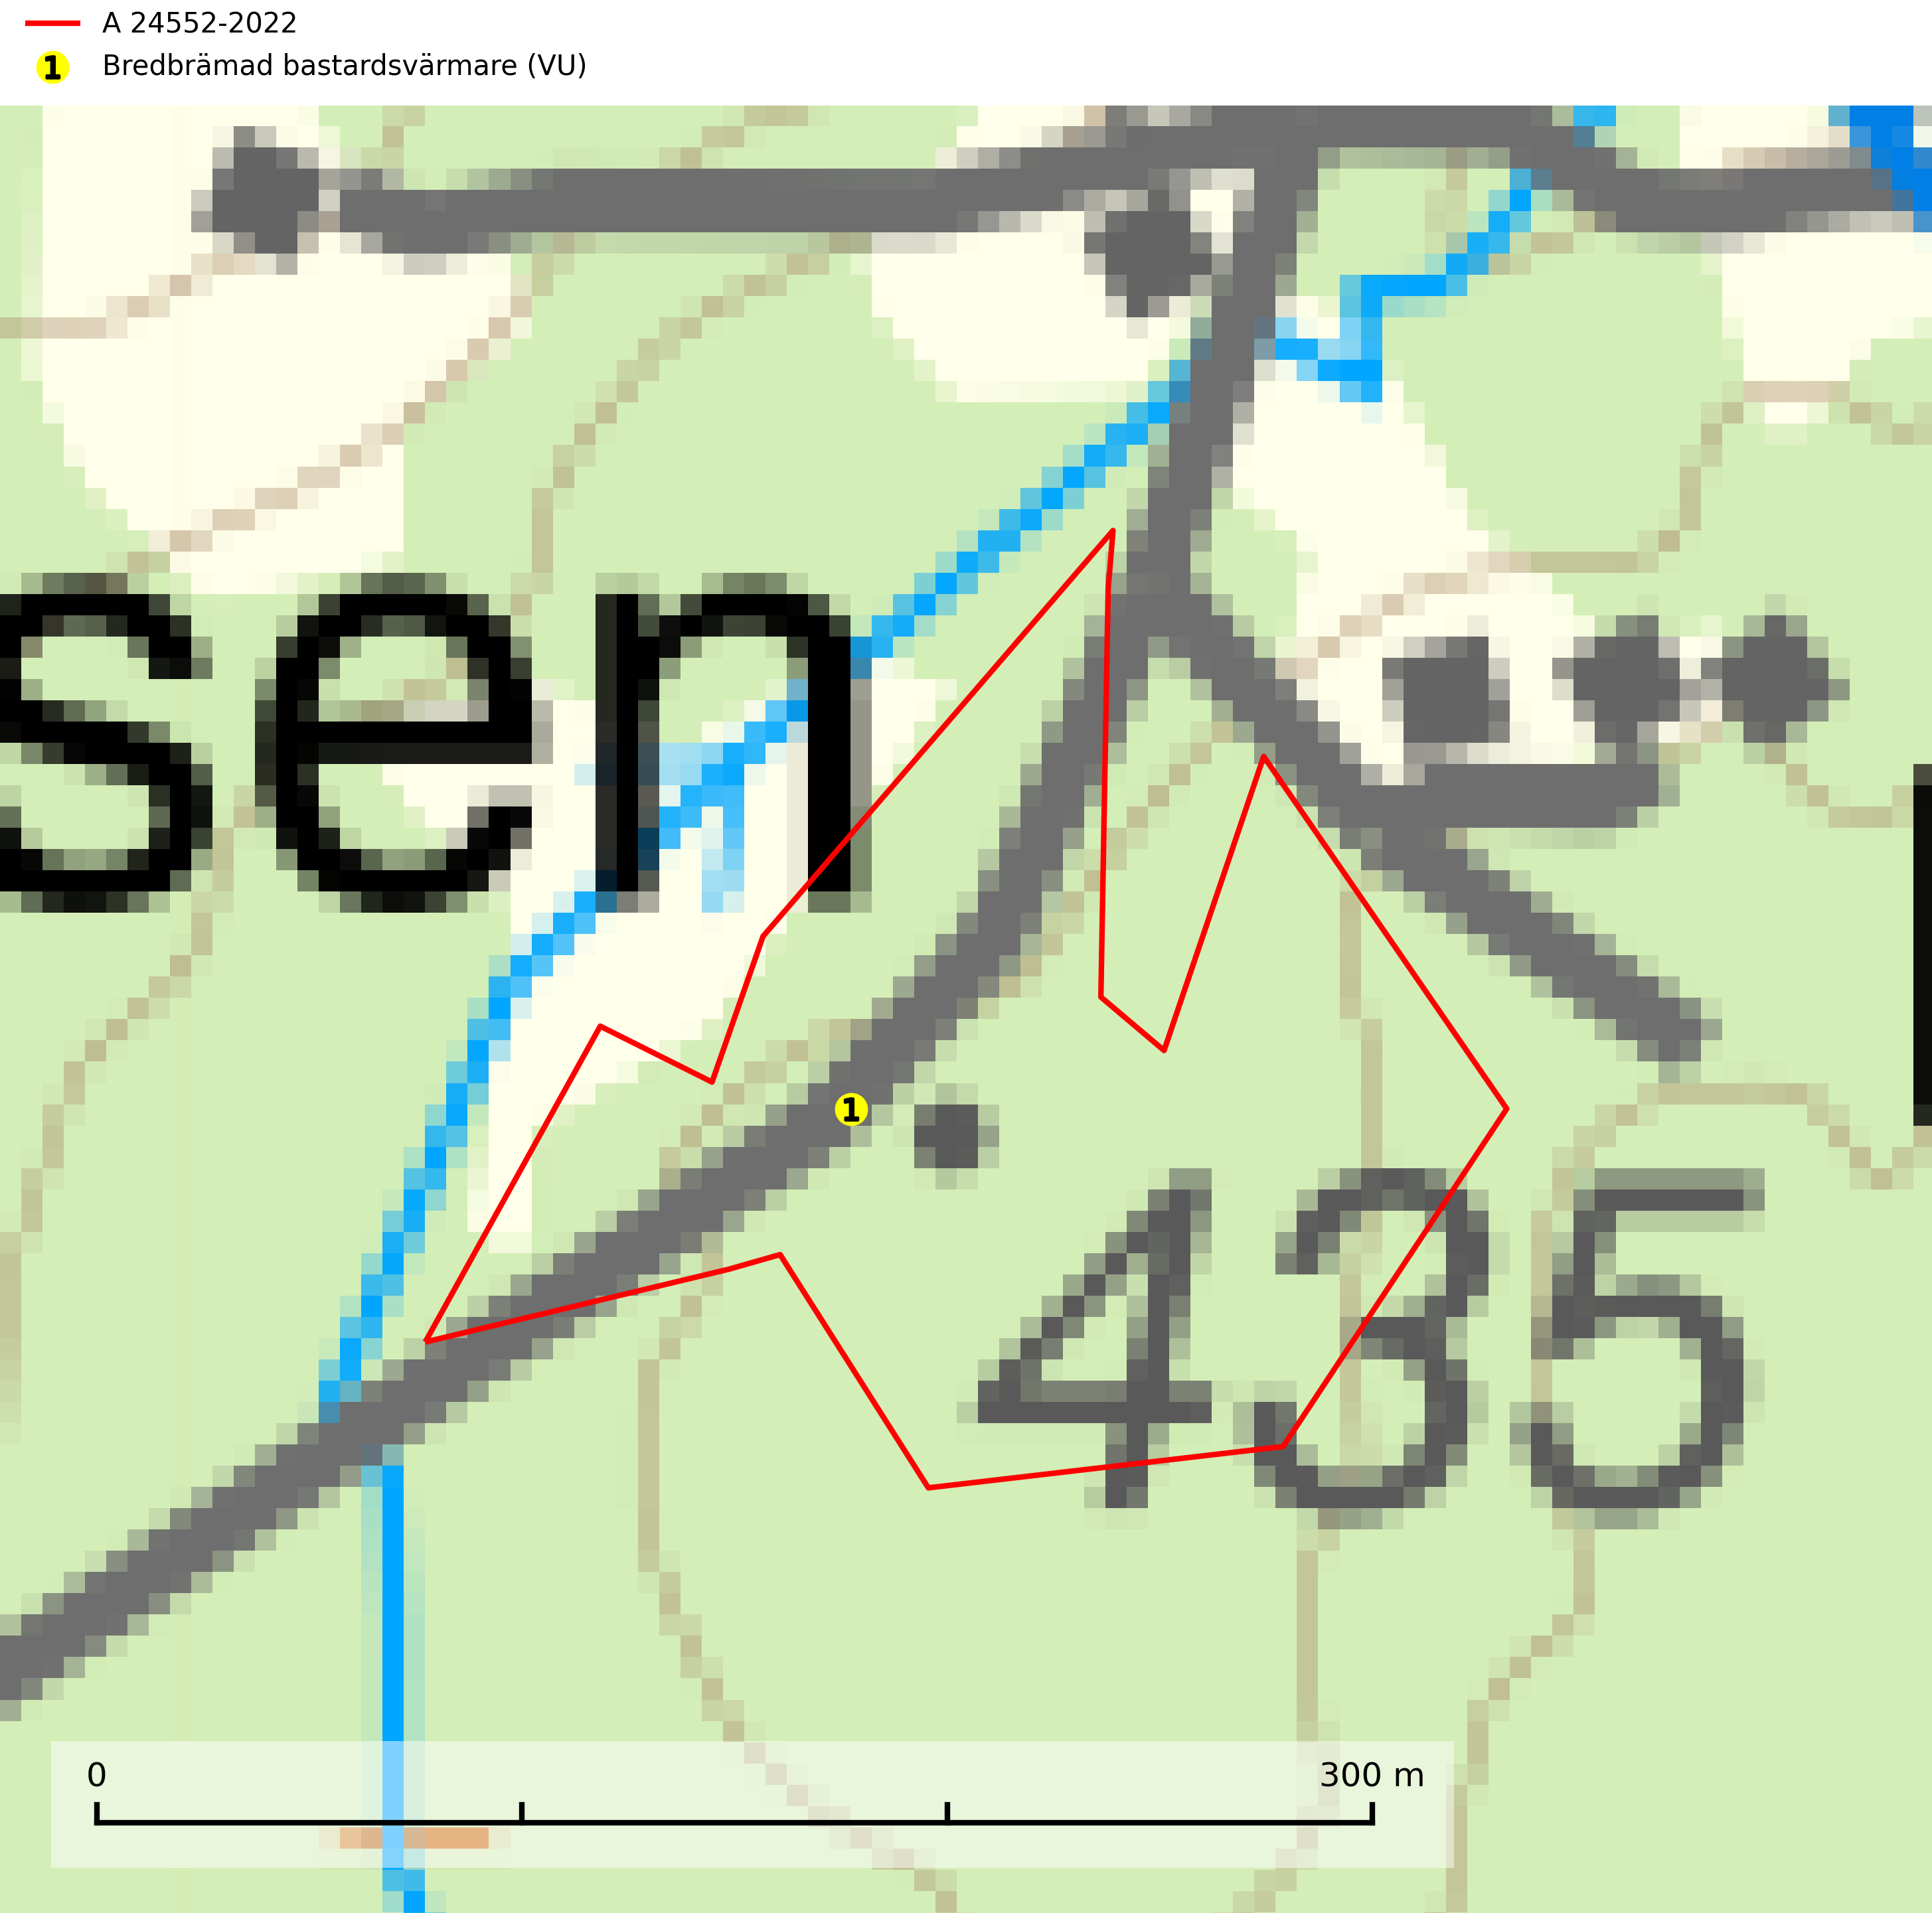 A 24552-2022
1 Bredbrämad bastardsvärmare (VU)
sen
1
435
0 300 m